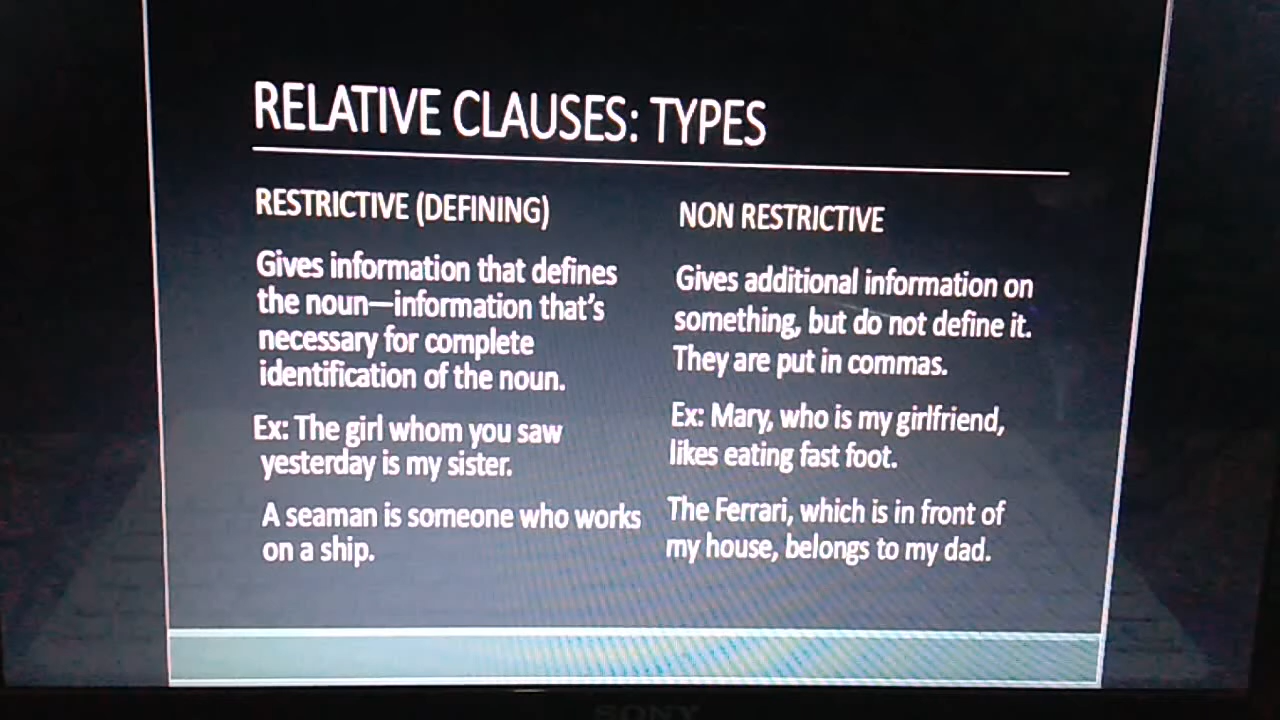 RELATIVE CLAUSES: TYPES
RESTRICTIVE (DEFINING)
Gives information that defines
the noun—information that's
necessary for complete
identification of the noun.
Ex: The girl whom you saw
yesterday is my sister.
A seaman is someone who works
on a ship.
NON RESTRICTIVE
Gives additional information on
something, but do not define it.
They are put in commas.
Ex: Mary, who is my girlfriend,
likes eating fast foot.
The Ferrari, which is in front of
my house, belongs to my dad.
SONY